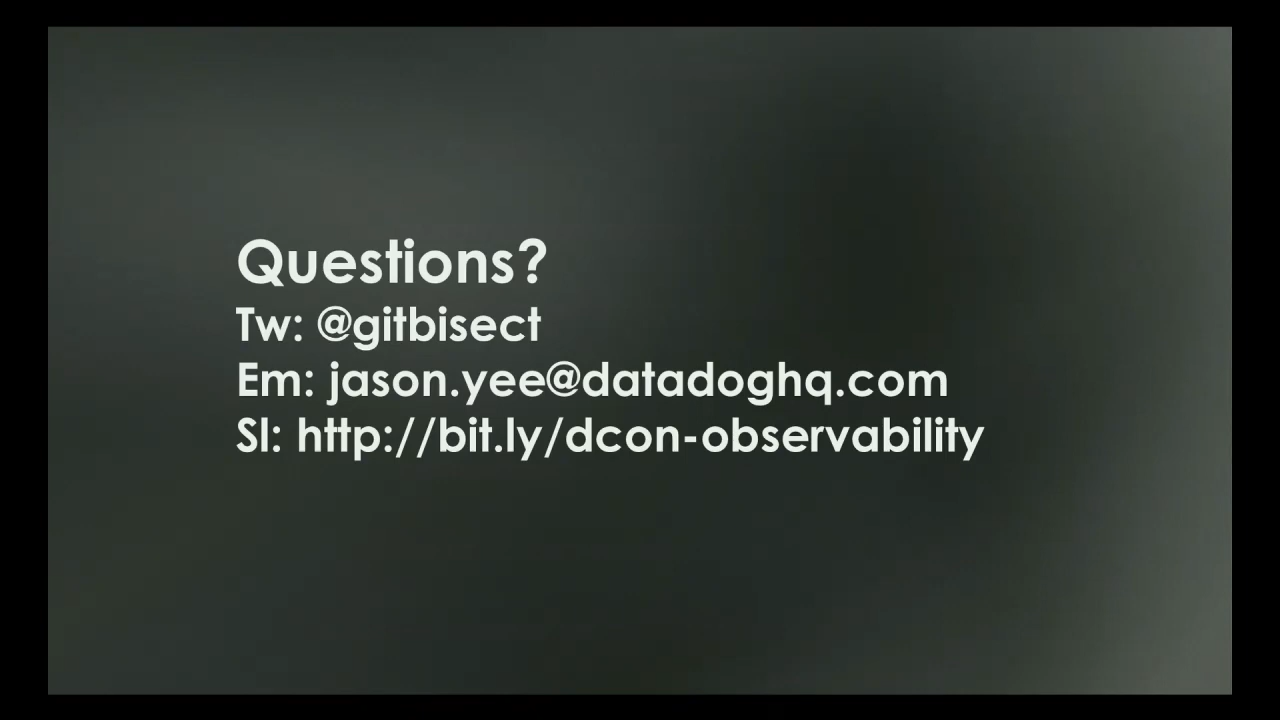 Questions?
Tw: @gitbisect
Em: jason.yee@datadoghq.com
Sl: http://bit.ly/dcon-observability